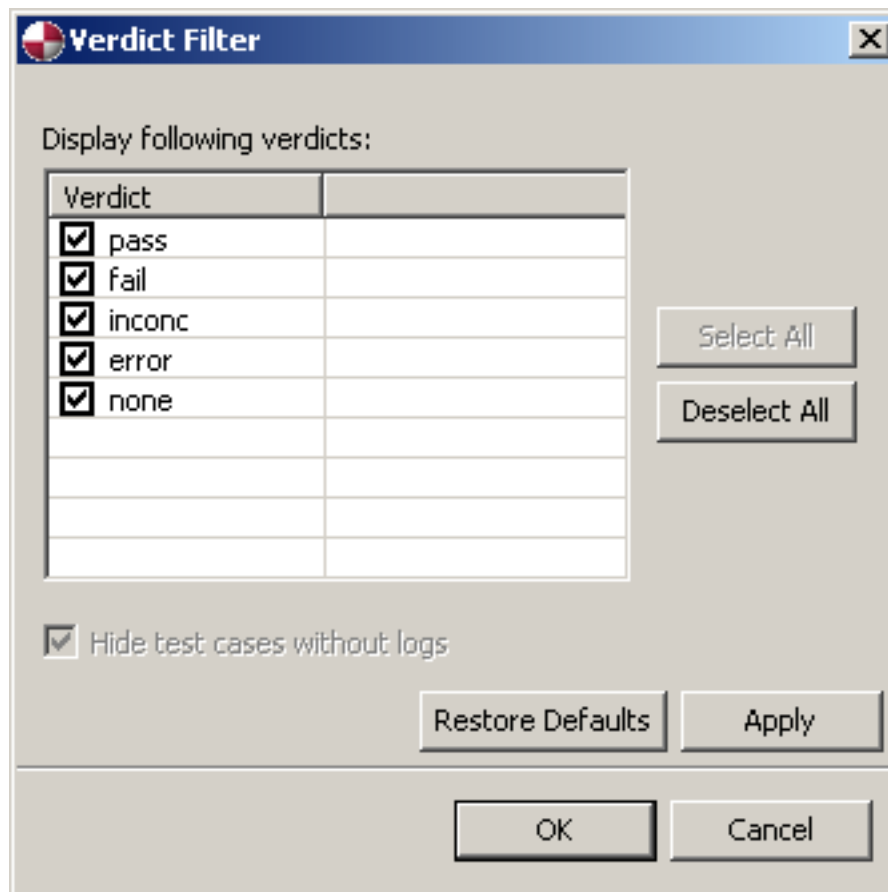 Verdict Filter
Display following verdicts:
Verdict
pass
fail
inconc
error
none
Select All
Deselect All
Hide test cases without logs
Restore Defaults Apply
OK Cancel